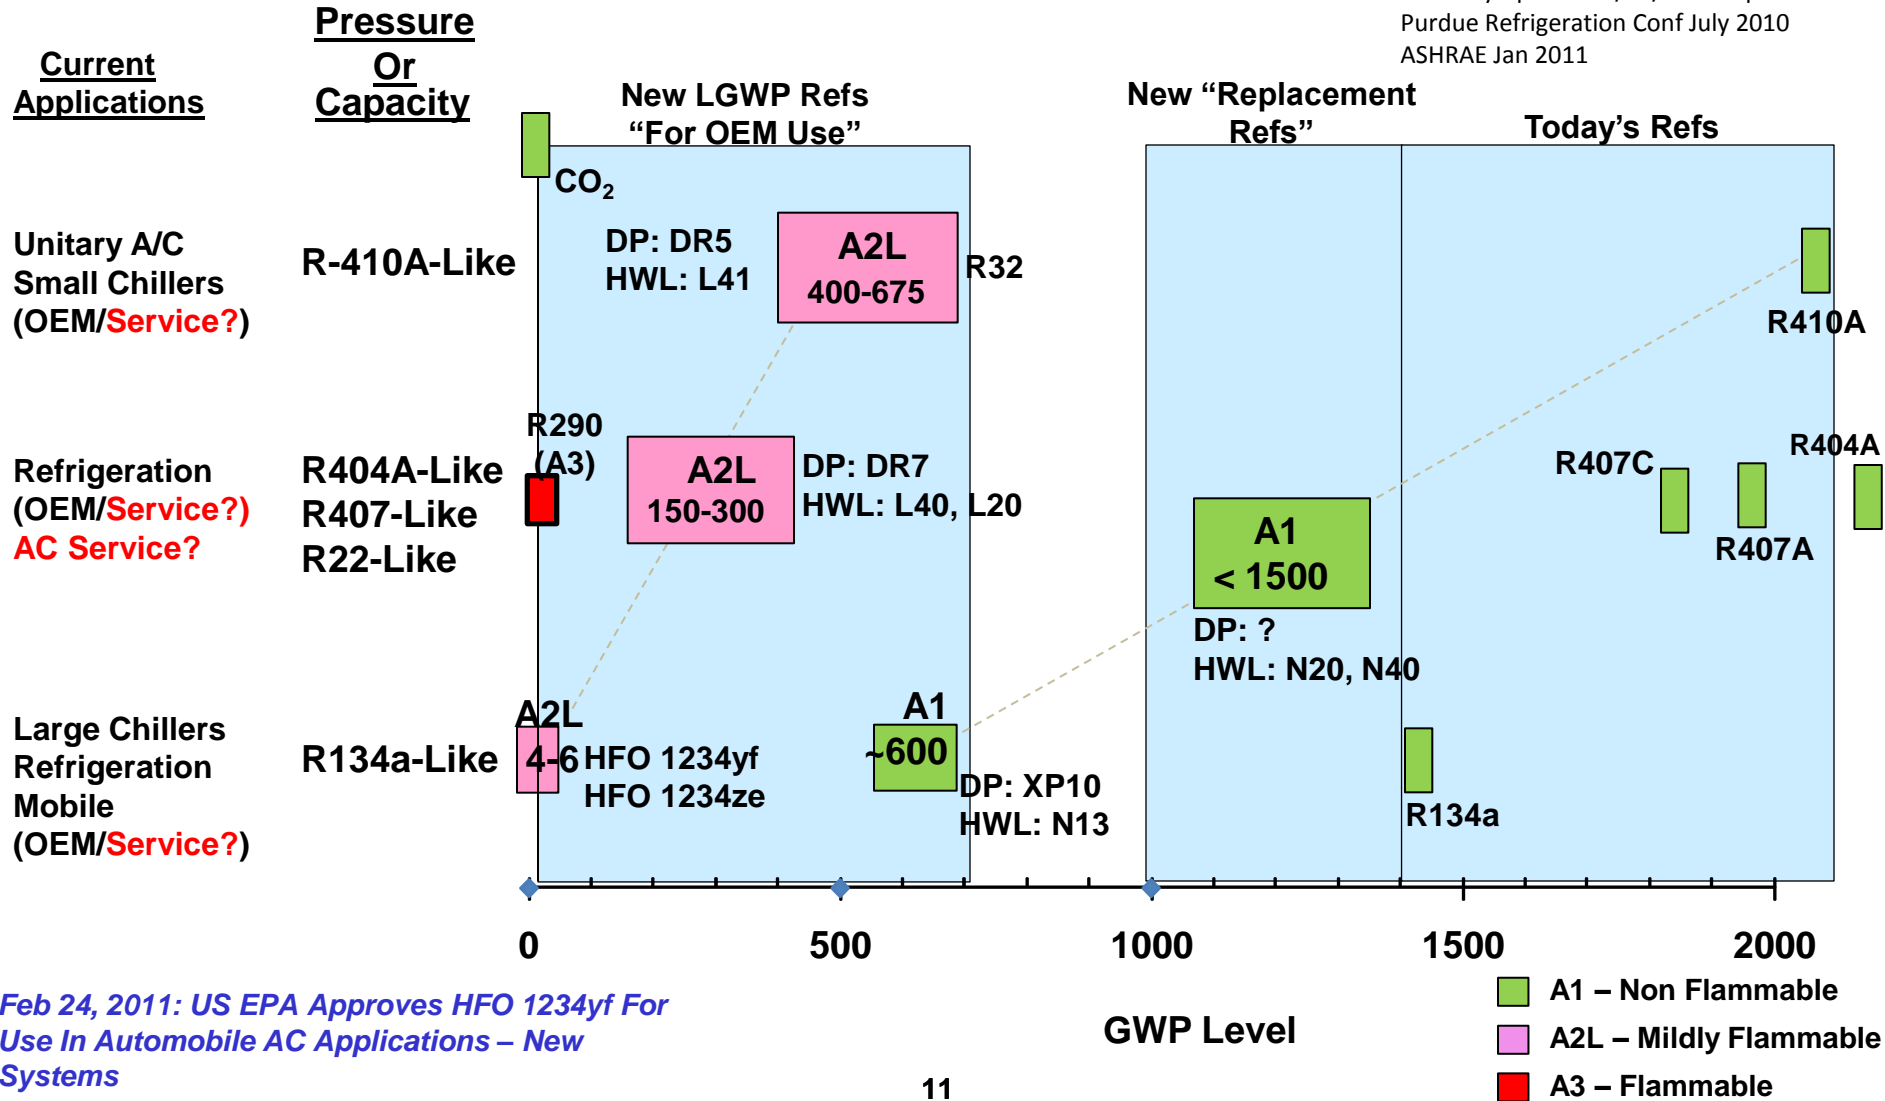 Purdue Refrigeration Conf July 2010
ASHRAE Jan 2011
Current
Applications
Pressure
Or
Capacity
New LGWP Refs
“For OEM Use”
New “Replacement
Refs”
Today’s Refs
CO2
Unitary A/C
Small Chillers
(OEM/Service?)
R-410A-Like
DP: DR5
HWL: L41
A2L
400-675
R32
R410A
Refrigeration
(OEM/Service?)
AC Service?
R404A-Like
R407-Like
R22-Like
R290
(A3)
A2L
150-300
DP: DR7
HWL: L40, L20
A1
< 1500
DP: ?
HWL: N20, N40
R407C
R407A
R404A
Large Chillers
Refrigeration
Mobile
(OEM/Service?)
R134a-Like
A2L
4-6
HFO 1234yf
HFO 1234ze
A1
~600
DP: XP10
HWL: N13
R134a
0 500 1000 1500 2000
GWP Level
Feb 24, 2011: US EPA Approves HFO 1234yf For
Use In Automobile AC Applications – New
Systems
11
A1 – Non Flammable
A2L – Mildly Flammable
A3 – Flammable